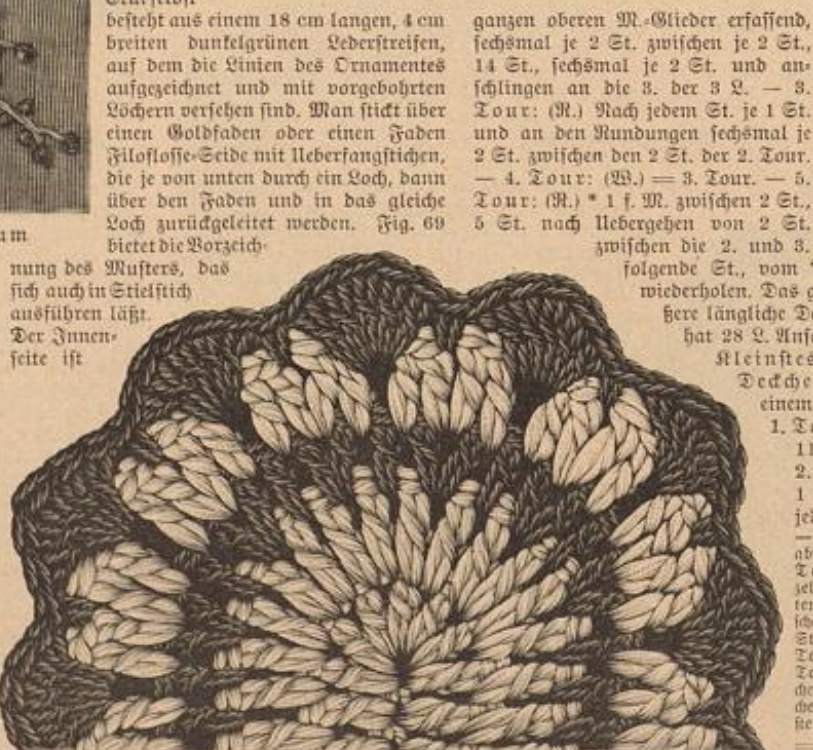 besteht aus einem 18 cm langen, 4 cm
breiten dunkelgrünen Lederstreifen,
auf dem die Linien des Ornamentes
aufgezeichnet und mit vorgebohrten
Löchern versehen sind. Man stickt über
einen Goldfaden oder einen Faden
Filoflosse-Seide mit Ueberfangstichen,
die je von unten durch ein Loch, dann
über den Faden und in das gleiche
Loch zurückgeleitet werden. Fig. 69
bietet die Vorzeich-
nung des Musters, das
sich auch in Stielstich
ausführen läßt.
Der Innen-
seite ist
ganzen oberen M.-Glieder erfassend,
sechsmal je 2 St. zwischen je 2 St.,
14 St., sechsmal je 2 St. und an-
schlingen an die 3. der 3 L. — 3.
Tour: (R.) Nach jedem St. je 1 St.
und an den Rundungen sechsmal je
2 St. zwischen den 2 St. der 2. Tour.
— 4. Tour: (W.) = 3. Tour. — 5.
Tour: (R.) * 1 f. M. zwischen 2 St.,
5 St. nach Uebergehen von 2 St.
zwischen die 2. und 3.
folgende St., vom
wiederholen. Das
ßere längliche
hat 28 L.
Kleinstes
Deckche
einem
1.
2.
1